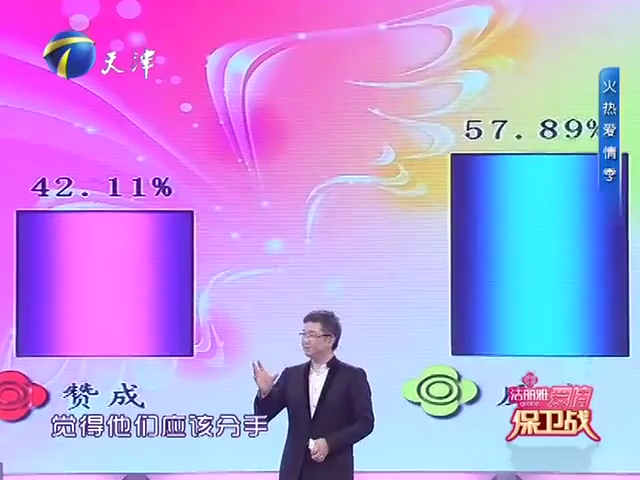 天津
火热爱情季
57.89%
42.11%
赞成
洁丽雅
爱情
保卫战
觉得他们应该分手